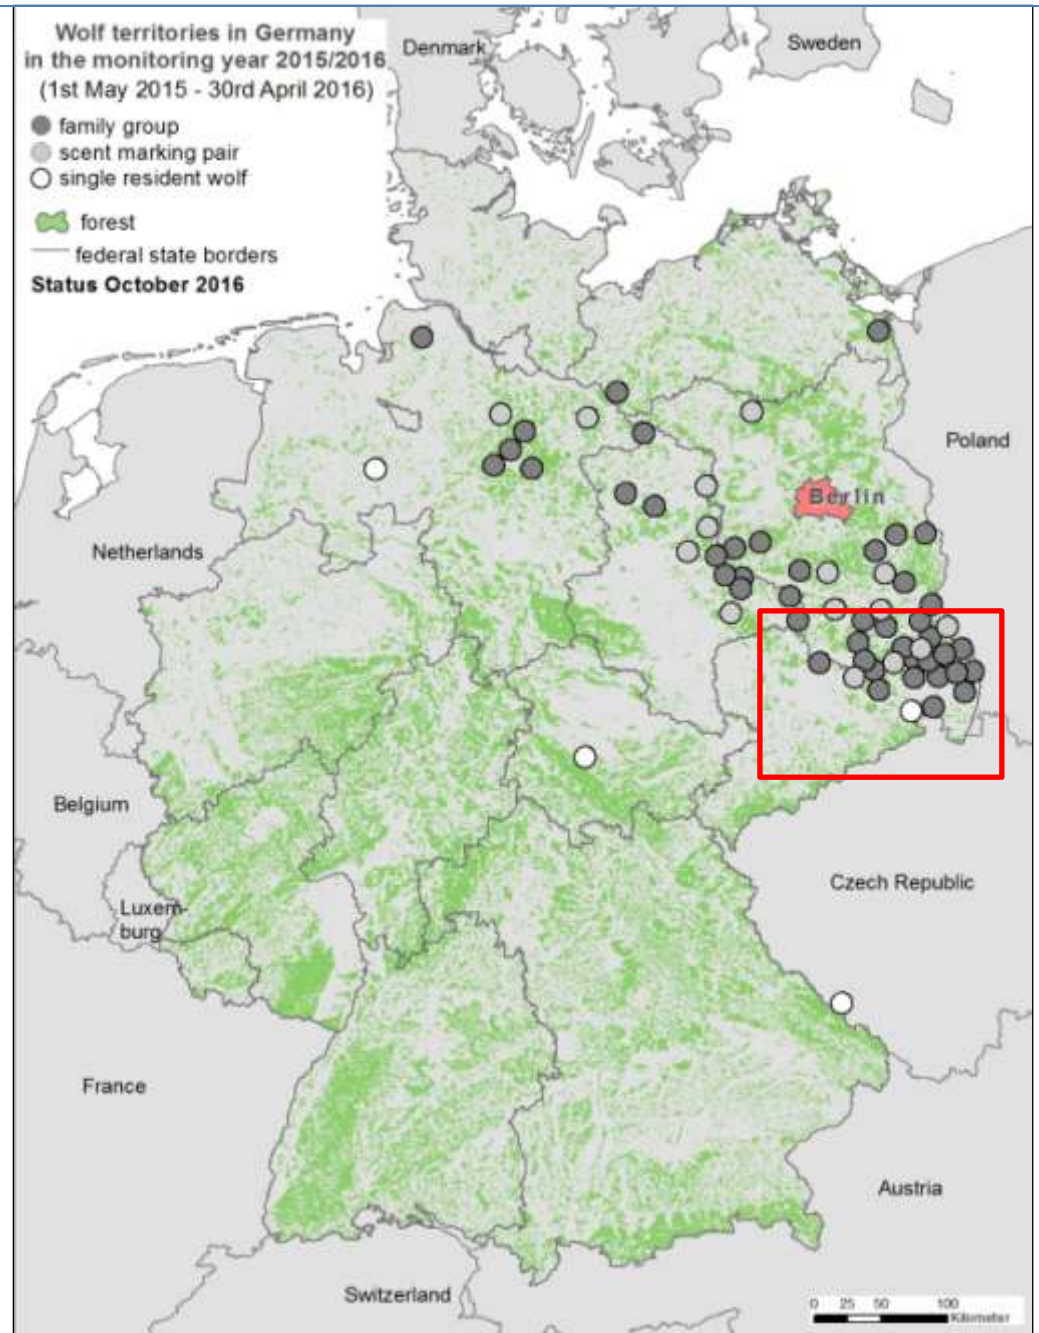 Wolf territories in Germany
in the monitoring year 2015/2016
(1st May 2015 - 30rd April 2016)
family group
scent marking pair
single resident wolf
forest
federal state borders
Status October 2016
Denmark
Sweden
Poland
Berlin
Netherlands
Belgium
Luxem-
burg
Czech Republic
France
Austria
Switzerland
0 25 50 100
Kilometer